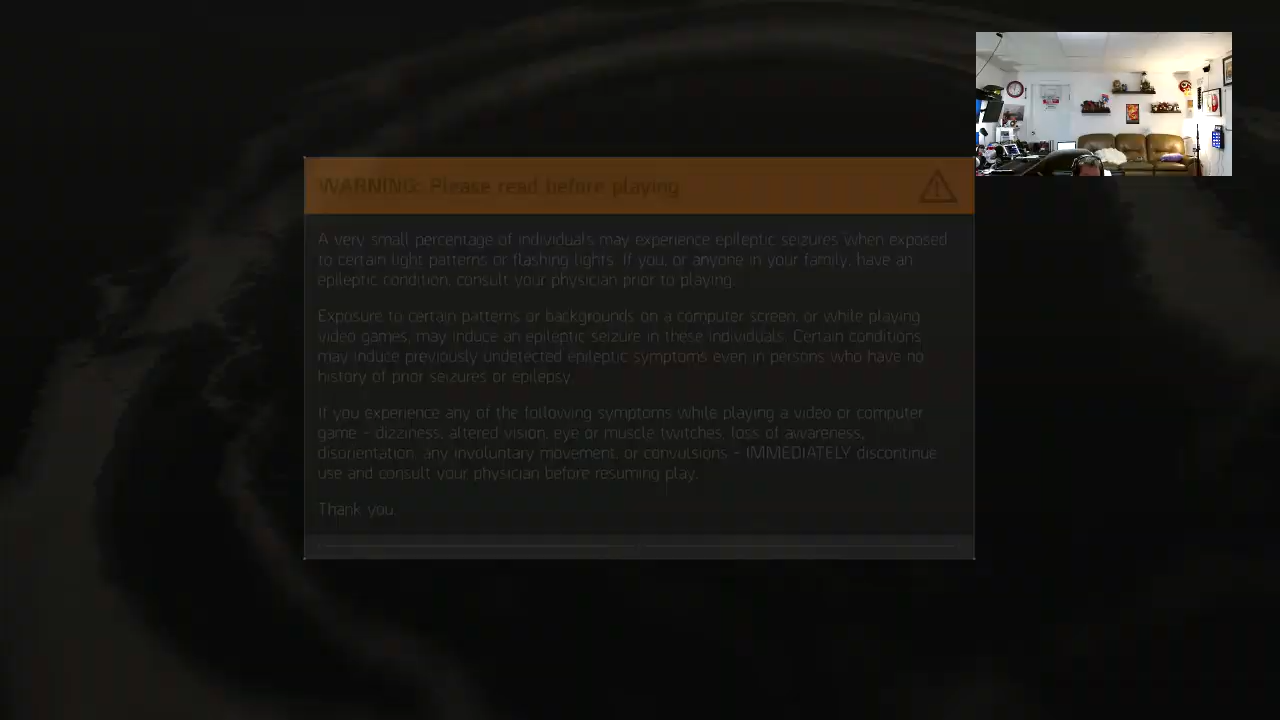 WARNING: Please read before playing
A very small percentage of individuals may experience epileptic seizures when exposed
to certain light patterns or flashing lights. If you, or anyone in your family, have an
epileptic condition, consult your physician prior to playing.
Exposure to certain patterns or backgrounds on a computer screen, or while playing
video games, may induce an epileptic seizure in these individuals. Certain conditions
may induce previously undetected epileptic symptoms even in persons who have no
history of prior seizures or epilepsy.
If you experience any of the following symptoms while playing a video or computer
game - dizziness, altered vision, eye or muscle twitches, loss of awareness,
disorientation, any involuntary movement, or convulsions - IMMEDIATELY discontinue
use and consult your physician before resuming play.
Thank you.